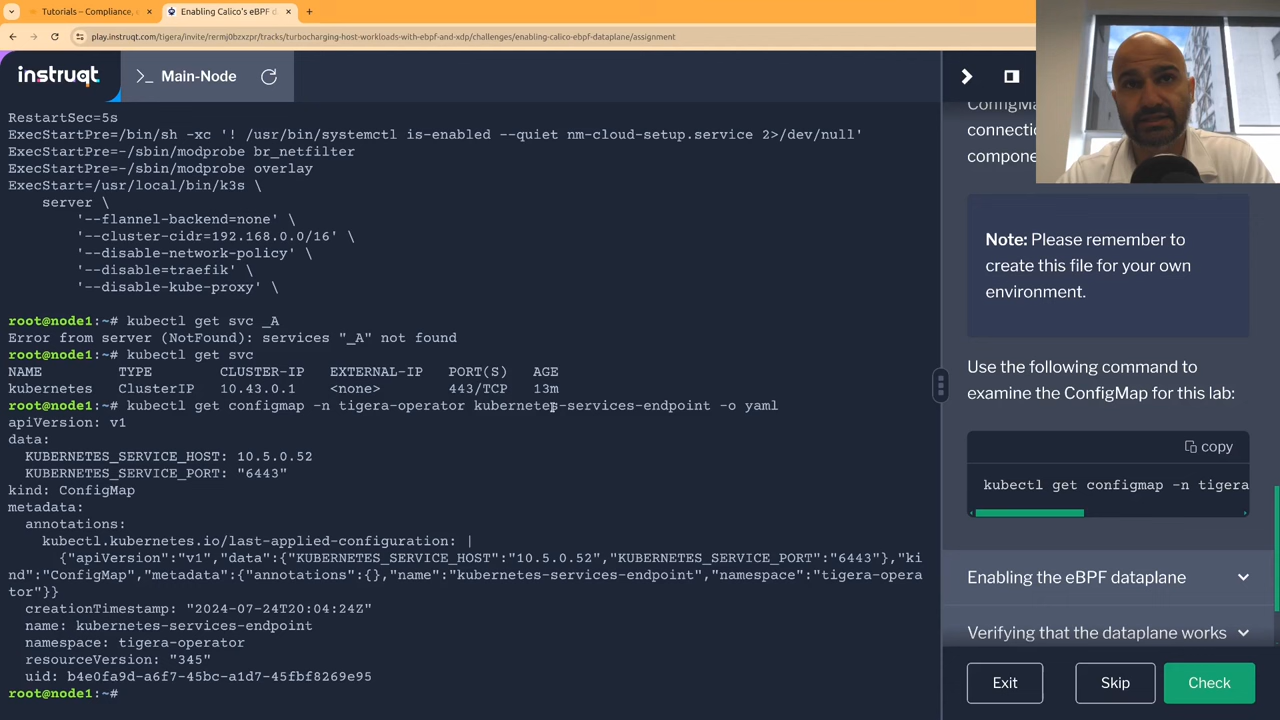 Tutorials – Compliance,
Enabling Calico's eBPF d
play.instruqt.com/tigera/invite/rermj0bzxzpr/tracks/turbocharging-host-workloads-with-ebpf-and-xdp/challenges/enabling-calico-ebpf-dataplane/assignment
instruqt
>_ Main-Node
RestartSec=5s
ExecStartPre=/bin/sh -xc '! /usr/bin/systemctl is-enabled --quiet nm-cloud-setup.service 2>/dev/null'
ExecStartPre=-/sbin/modprobe br_netfilter
ExecStartPre=-/sbin/modprobe overlay
ExecStart=/usr/local/bin/k3s \
server \
'--flannel-backend=none' \
'--cluster-cidr=192.168.0.0/16' \
'--disable-network-policy' \
'--disable=traefik' \
'--disable-kube-proxy' \
root@node1:~# kubectl get svc _A
Error from server (NotFound): services "_A" not found
root@node1:~# kubectl get svc
NAME TYPE CLUSTER-IP EXTERNAL-IP PORT(S) AGE
kubernetes ClusterIP 10.43.0.1 <none> 443/TCP 13m
root@node1:~# kubectl get configmap -n tigera-operator kubernetes-services-endpoint -o yaml
apiVersion: v1
data:
KUBERNETES_SERVICE_HOST: 10.5.0.52
KUBERNETES_SERVICE_PORT: "6443"
kind: ConfigMap
metadata:
annotations:
kubectl.kubernetes.io/last-applied-configuration: |
{"apiVersion":"v1","data":{"KUBERNETES_SERVICE_HOST":"10.5.0.52","KUBERNETES_SERVICE_PORT":"6443"},"ki
nd":"ConfigMap","metadata":{"annotations":{},"name":"kubernetes-services-endpoint","namespace":"tigera-opera
tor"}}
creationTimestamp: "2024-07-24T20:04:24Z"
name: kubernetes-services-endpoint
namespace: tigera-operator
resourceVersion: "345"
uid: b4e0fa9d-a6f7-45bc-a1d7-45fbf8269e95
root@node1:~#
ConfigMap
connection
compone
Note: Please remember to
create this file for your own
environment.
Use the following command to
examine the ConfigMap for this lab:
copy
kubectl get configmap -n tigera
Enabling the eBPF dataplane
Verifying that the dataplane works
Exit
Skip
Check